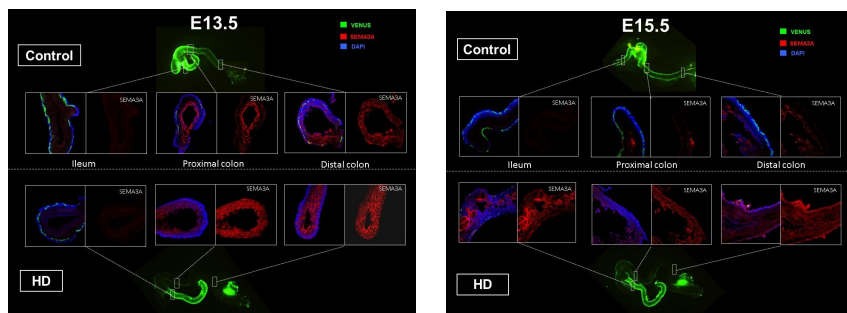 E13.5
VENUS
SEMA3A
DAPI
Control
SEMA3A
SEMA3A
SEMA3A
Ileum
Proximal colon
Distal colon
SEMA3A
SEMA3A
SEMA3A
HD
E15.5
VENUS
SEMA3A
DAPI
Control
SEMA3A
SEMA3A
SEMA3A
Ileum
Proximal colon
Distal colon
SEMA3A
SEMA3A
SEMA3A
HD